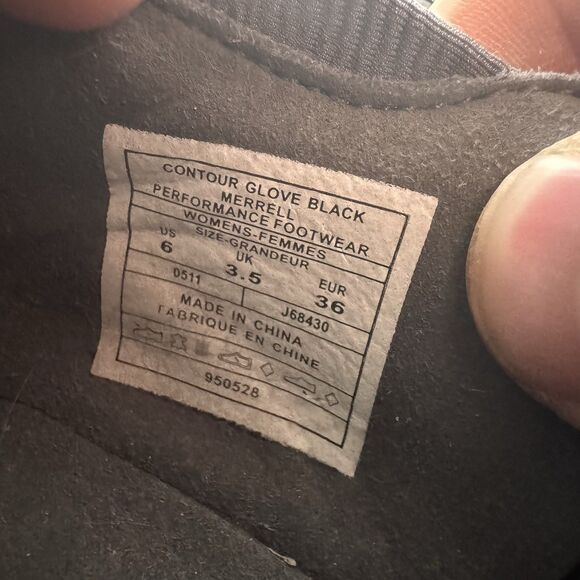 CONTOUR GLOVE BLACK
MERRELL
PERFORMANCE FOOTWEAR
WOMENS-FEMMES
SIZE-GRANDEUR
US UK EUR
6 3.5 36
0511 J68430
MADE IN CHINA
FABRIQUE EN CHINE
950528